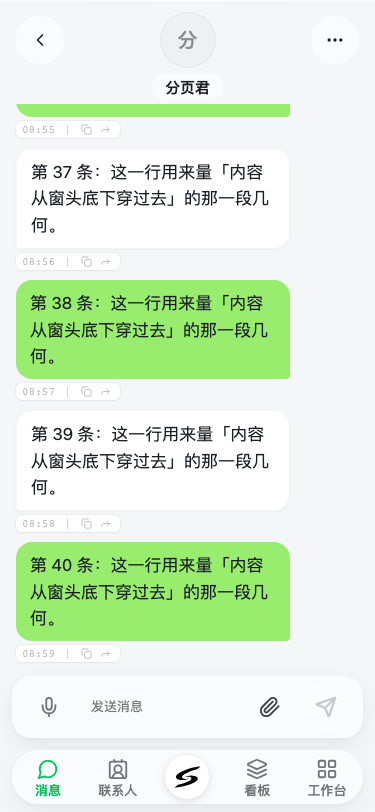 分
分页君
08:55
第 37 条：这一行用来量「内容
从窗头底下穿过去」的那一段几
何。
08:56
第 38 条：这一行用来量「内容
从窗头底下穿过去」的那一段几
何。
08:57
第 39 条：这一行用来量「内容
从窗头底下穿过去」的那一段几
何。
08:58
第 40 条：这一行用来量「内容
从窗头底下穿过去」的那一段几
何。
08:59
发送消息
消息 联系人 看板 工作台